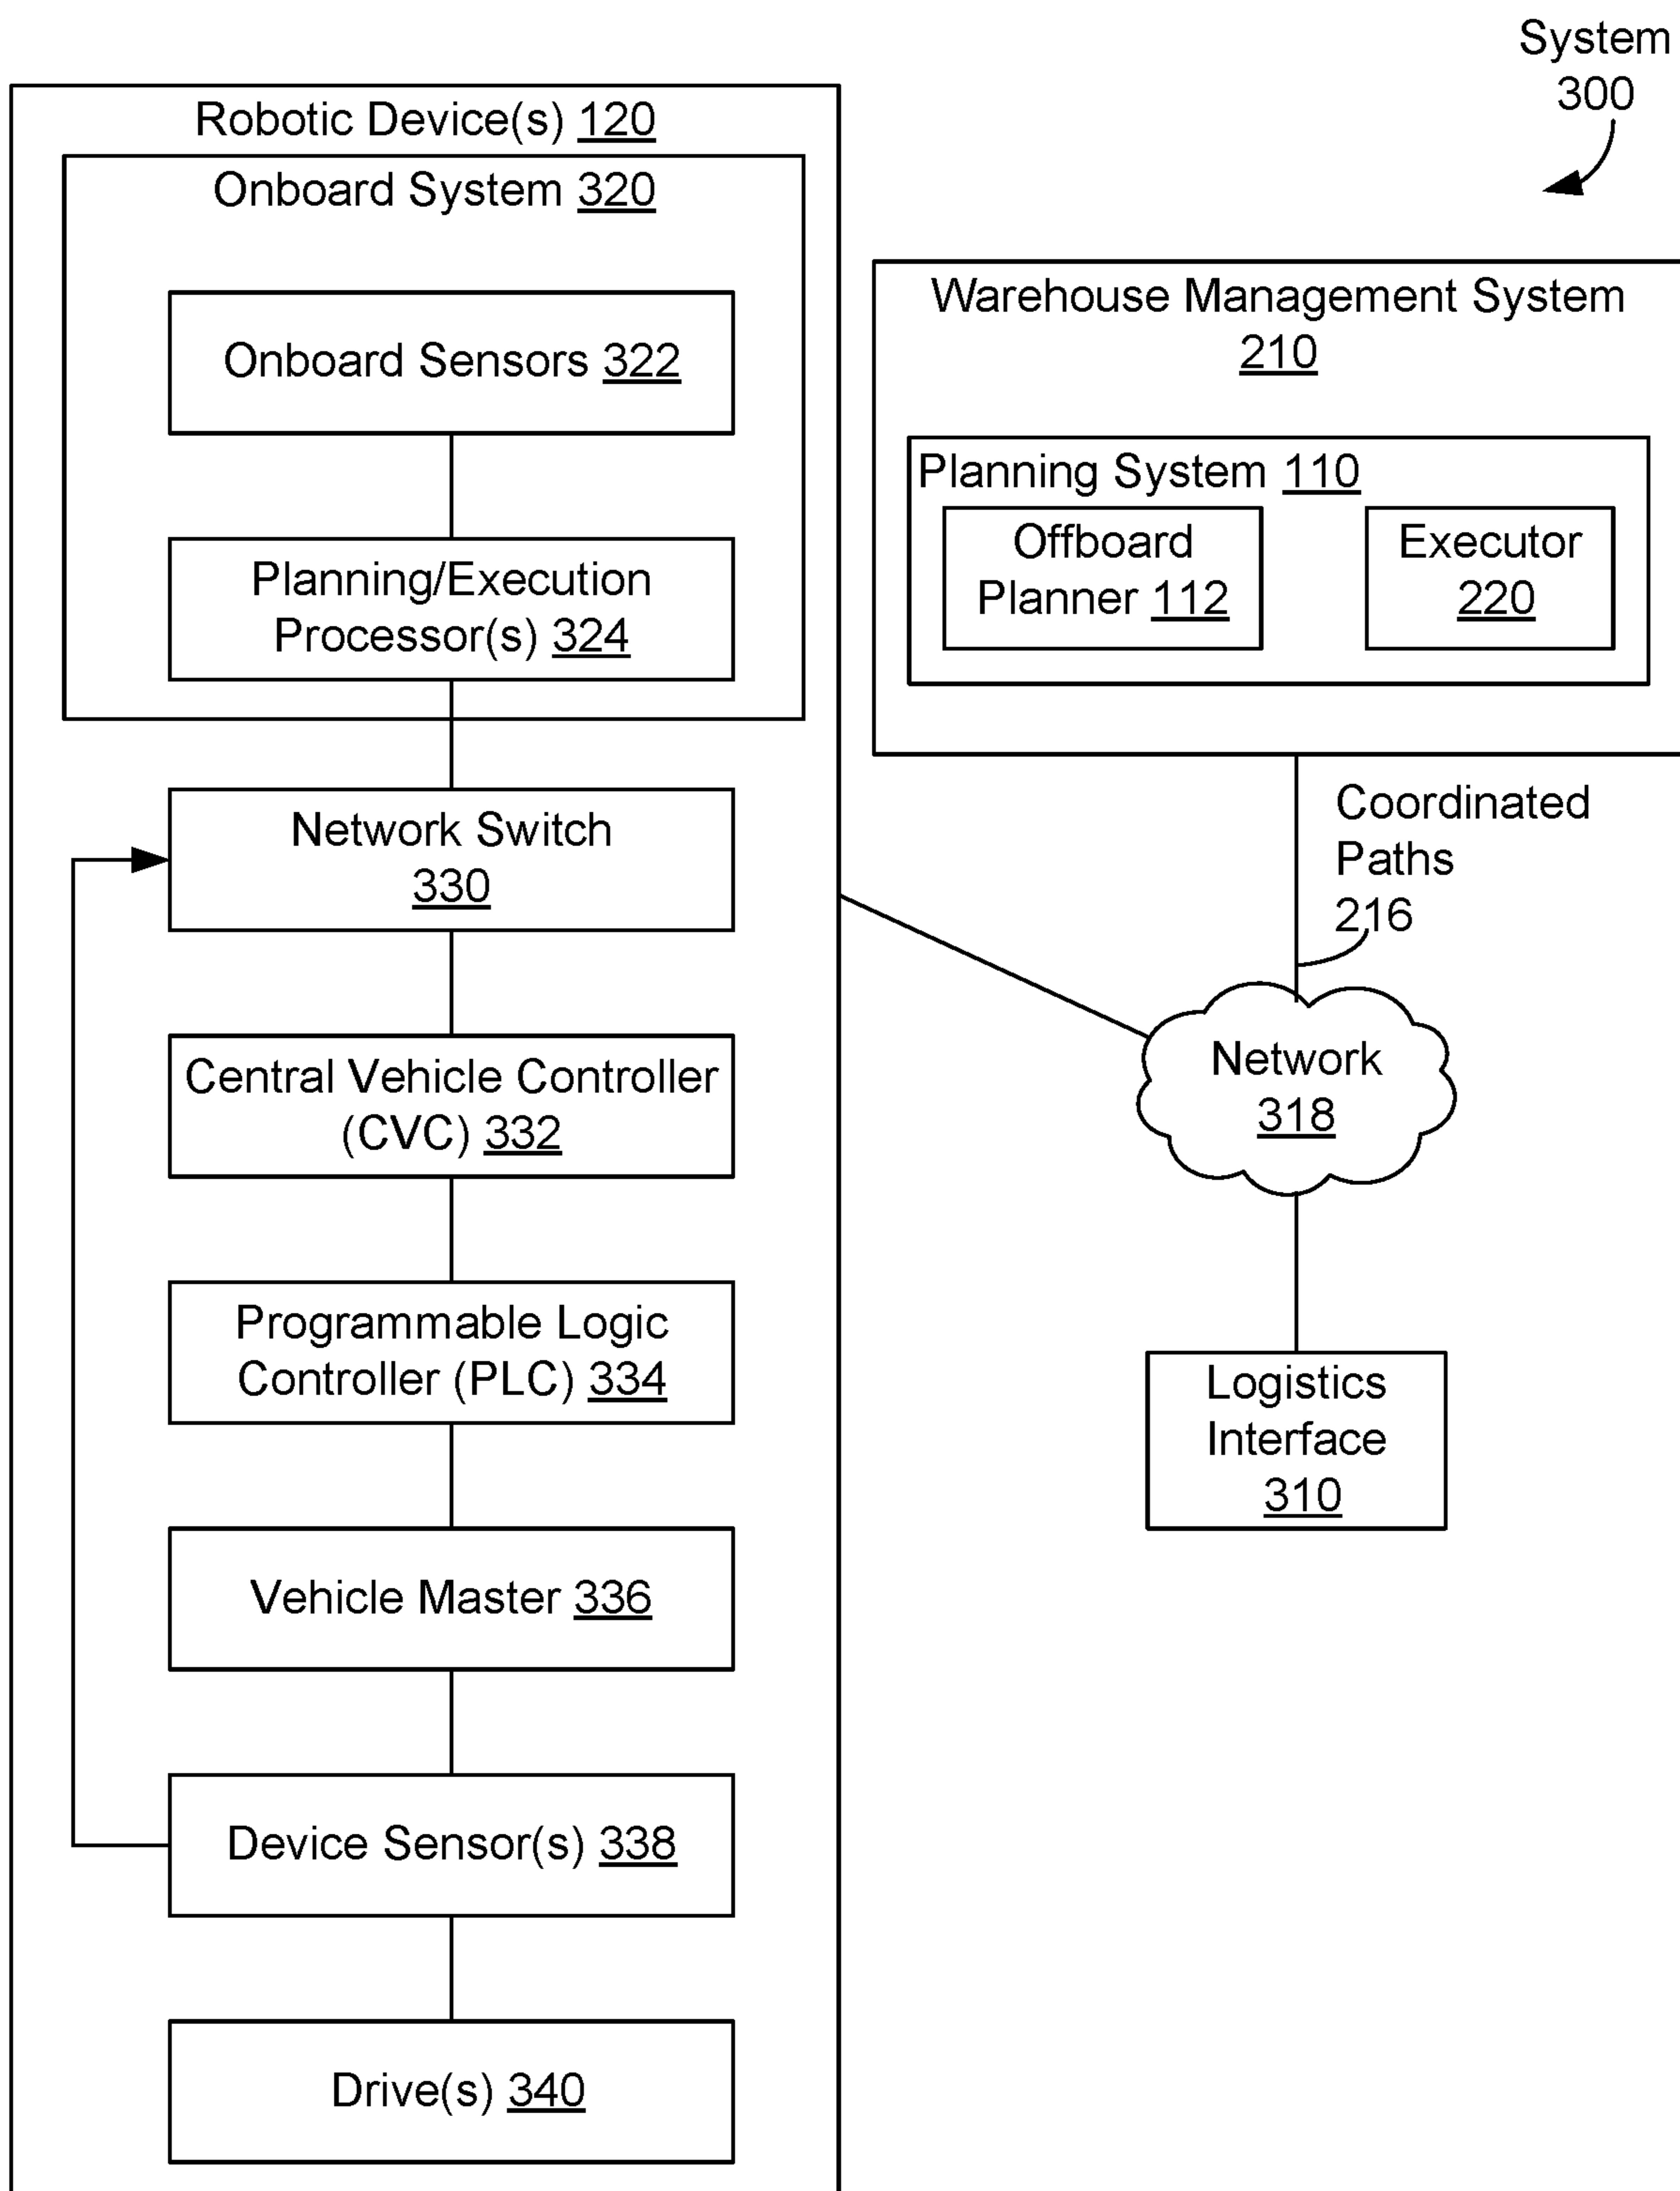 System
300
Robotic Device(s) 120
Onboard System 320
Onboard Sensors 322
Planning/Execution
Processor(s) 324
Network Switch
330
Central Vehicle Controller
(CVC) 332
Programmable Logic
Controller (PLC) 334
Vehicle Master 336
Device Sensor(s) 338
Drive(s) 340
Warehouse Management System
210
Planning System 110
Offboard
Planner 112
Executor
220
Coordinated
Paths
216
Network
318
Logistics
Interface
310